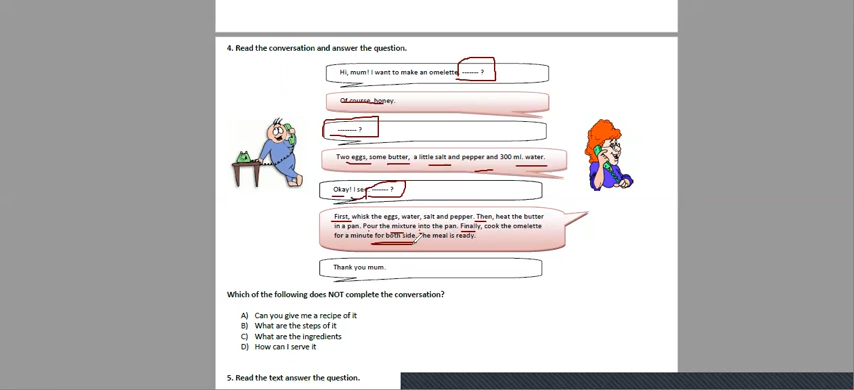 4. Read the conversation and answer the question.
Hi, mum! I want to make an omelette, ------- ?
Of course, honey.
-------- ?
Two eggs, some butter, a little salt and pepper and 300 ml. water.
Okay! I see, ------- ?
First, whisk the eggs, water, salt and pepper. Then, heat the butter
in a pan. Pour the mixture into the pan. Finally, cook the omelette
for a minute for both side. The meal is ready.
Thank you mum.
Which of the following does NOT complete the conversation?
A) Can you give me a recipe of it
B) What are the steps of it
C) What are the ingredients
D) How can I serve it
5. Read the text answer the question.